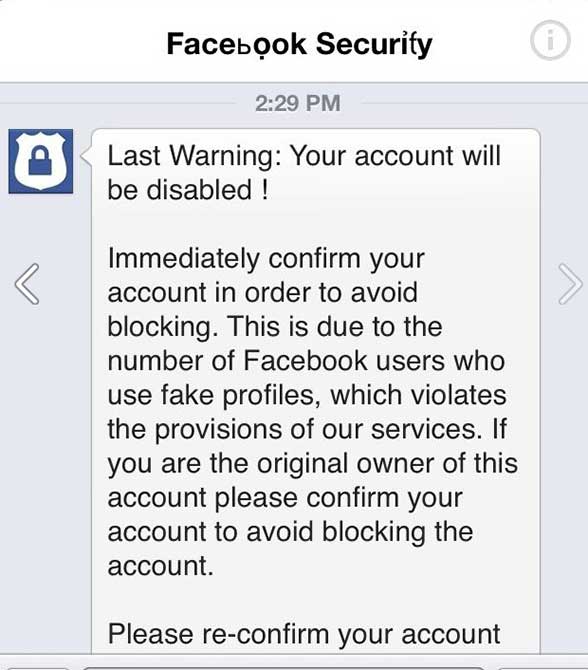 Faceьọok Securỉƫy
2:29 PM
Last Warning: Your account will
be disabled !
Immediately confirm your
account in order to avoid
blocking. This is due to the
number of Facebook users who
use fake profiles, which violates
the provisions of our services. If
you are the original owner of this
account please confirm your
account to avoid blocking the
account.
Please re-confirm your account